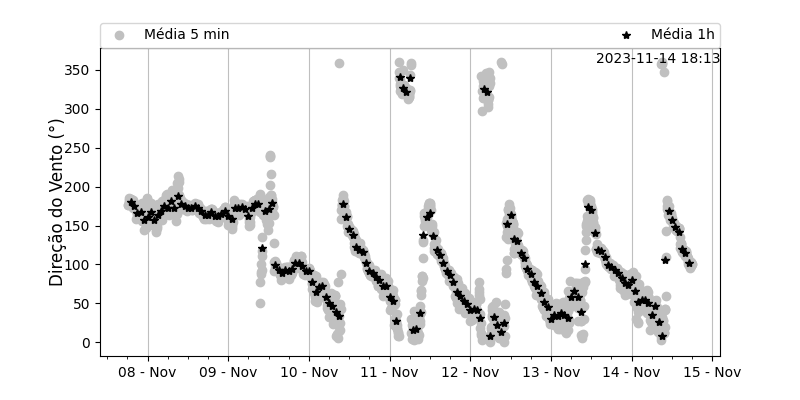 Média 5 min
Média 1h
2023-11-14 18:13
Direção do Vento (°)
350
300
250
200
150
100
50
0
08 - Nov
09 - Nov
10 - Nov
11 - Nov
12 - Nov
13 - Nov
14 - Nov
15 - Nov